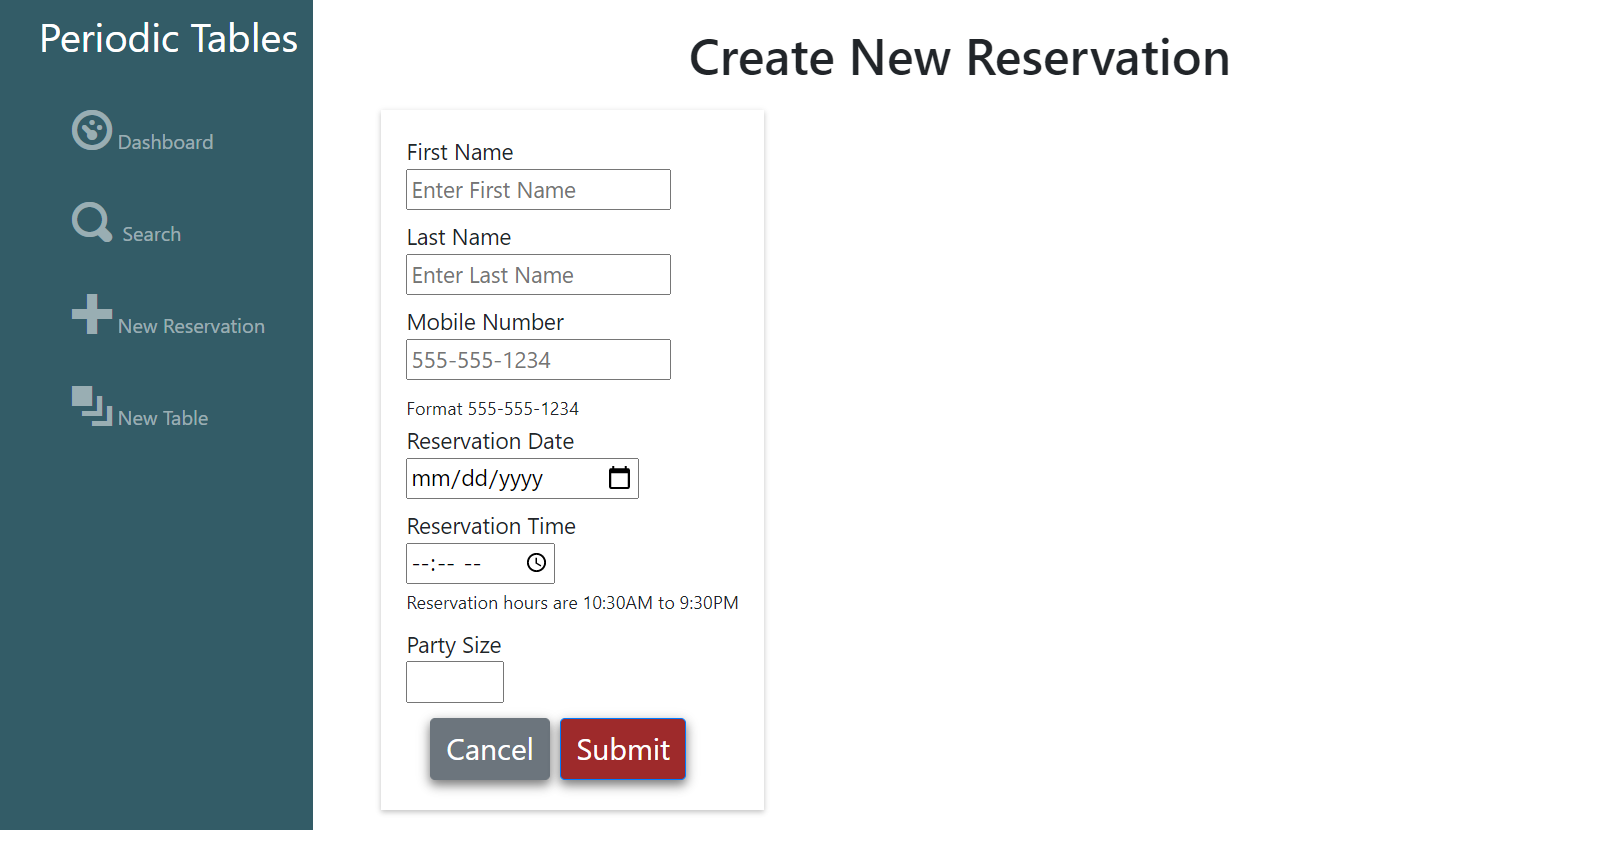 Periodic Tables
Dashboard
Search
New Reservation
New Table
Create New Reservation
First Name
Enter First Name
Last Name
Enter Last Name
Mobile Number
555-555-1234
Format 555-555-1234
Reservation Date
mm/dd/yyyy
Reservation Time
--:-- --
Reservation hours are 10:30AM to 9:30PM
Party Size
Cancel Submit